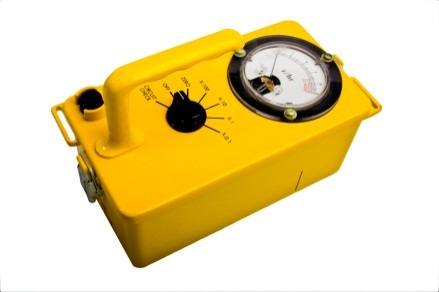 CIRCUIT
CHECK
OFF
ZERO
X 100
X 10
X 1
X 0.1
r/hr